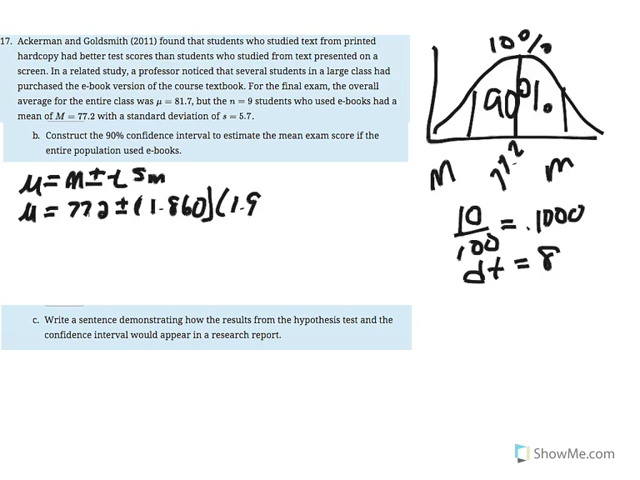 17. Ackerman and Goldsmith (2011) found that students who studied text from printed
hardcopy had better test scores than students who studied from text presented on a
screen. In a related study, a professor noticed that several students in a large class had
purchased the e-book version of the course textbook. For the final exam, the overall
average for the entire class was μ = 81.7, but the n = 9 students who used e-books had a
mean of M = 77.2 with a standard deviation of s = 5.7.
b. Construct the 90% confidence interval to estimate the mean exam score if the
entire population used e-books.
μ = M ± t sm
μ = 77.2 ± (1.860)(1.9
c. Write a sentence demonstrating how the results from the hypothesis test and the
confidence interval would appear in a research report.
10%
90%
M 77.2 m
10/100 = .1000
df = 8
ShowMe.com